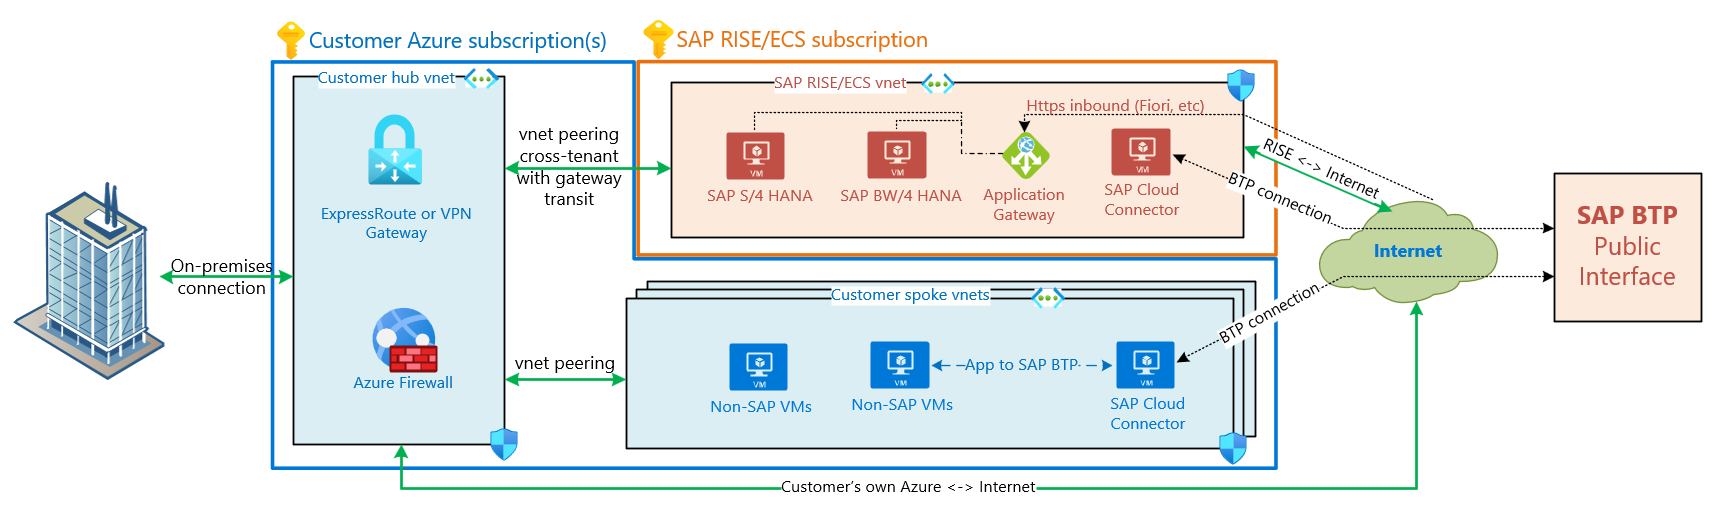 Customer Azure subscription(s)
SAP RISE/ECS subscription
Customer hub vnet
SAP RISE/ECS vnet
Https inbound (Fiori, etc)
vnet peering
cross-tenant
with gateway
transit
VM
SAP S/4 HANA
VM
SAP BW/4 HANA
Application
Gateway
VM
SAP Cloud
Connector
RISE <-> Internet
BTP connection
ExpressRoute or VPN
Gateway
On-premises
connection
Internet
SAP BTP
Public
Interface
Customer spoke vnets
BTP connection
Azure Firewall
vnet peering
VM
Non-SAP VMs
VM
Non-SAP VMs
App to SAP BTP
VM
SAP Cloud
Connector
Customer's own Azure <-> Internet